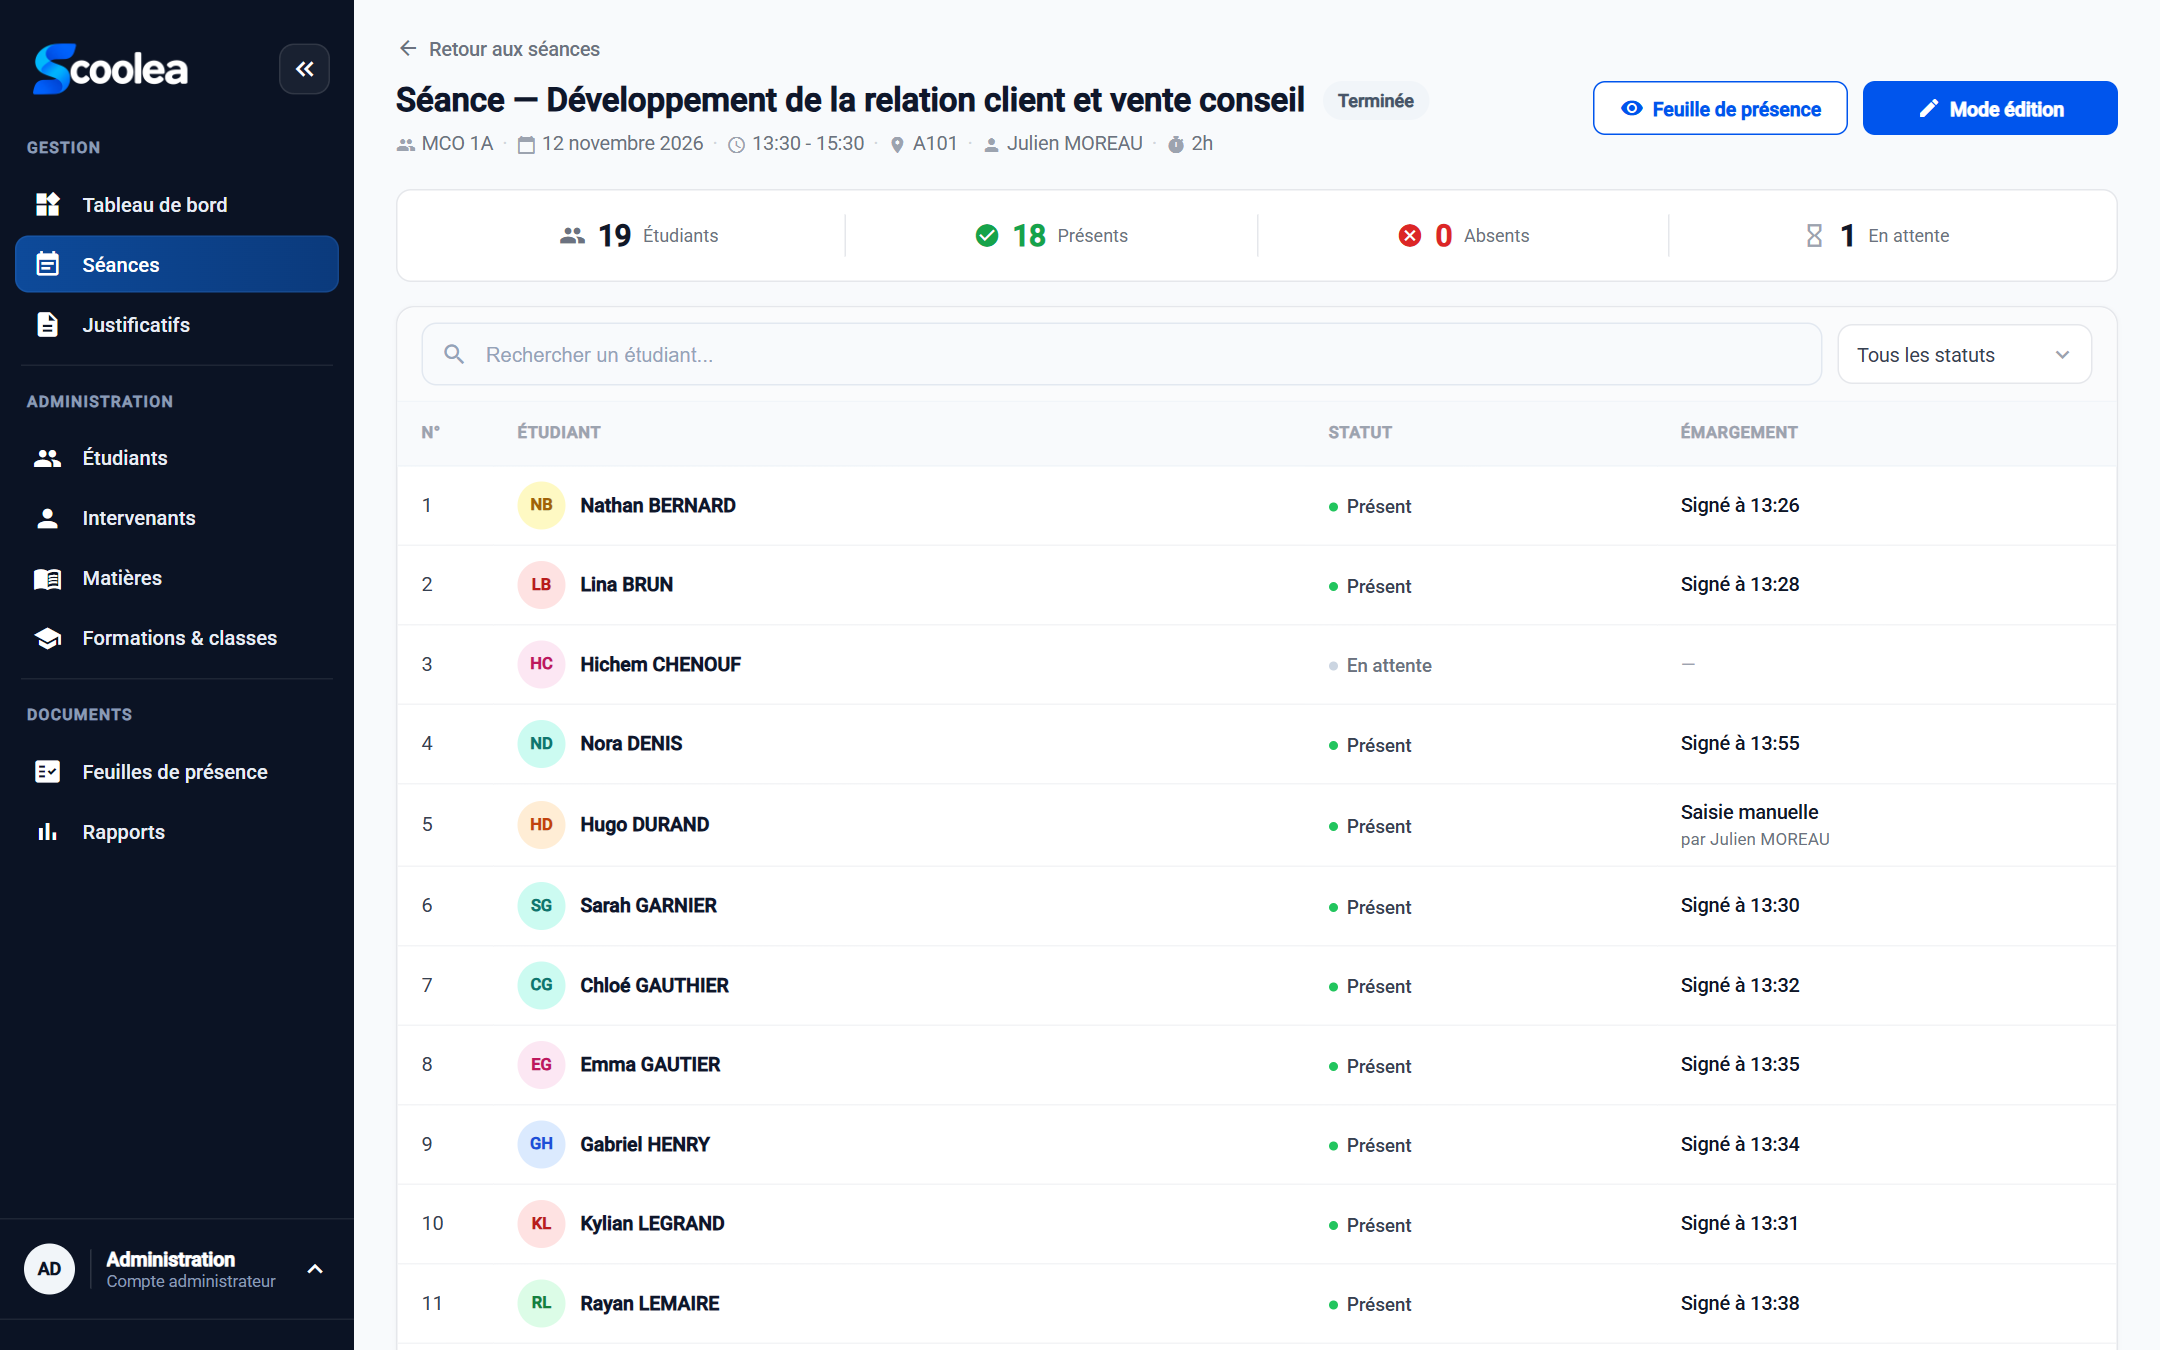 Scoolea
GESTION
Tableau de bord
Séances
Justificatifs
ADMINISTRATION
Étudiants
Intervenants
Matières
Formations & classes
DOCUMENTS
Feuilles de présence
Rapports
AD
Administration
Compte administrateur
Retour aux séances
Séance — Développement de la relation client et vente conseil
Terminée
Feuille de présence
Mode édition
MCO 1A · 12 novembre 2026 · 13:30 - 15:30 · A101 · Julien MOREAU · 2h
19 Étudiants
18 Présents
0 Absents
1 En attente
Rechercher un étudiant...
Tous les statuts
N° ÉTUDIANT STATUT ÉMARGEMENT
1 NB Nathan BERNARD Présent Signé à 13:26
2 LB Lina BRUN Présent Signé à 13:28
3 HC Hichem CHENOUF En attente —
4 ND Nora DENIS Présent Signé à 13:55
5 HD Hugo DURAND Présent Saisie manuelle
par Julien MOREAU
6 SG Sarah GARNIER Présent Signé à 13:30
7 CG Chloé GAUTHIER Présent Signé à 13:32
8 EG Emma GAUTIER Présent Signé à 13:35
9 GH Gabriel HENRY Présent Signé à 13:34
10 KL Kylian LEGRAND Présent Signé à 13:31
11 RL Rayan LEMAIRE Présent Signé à 13:38